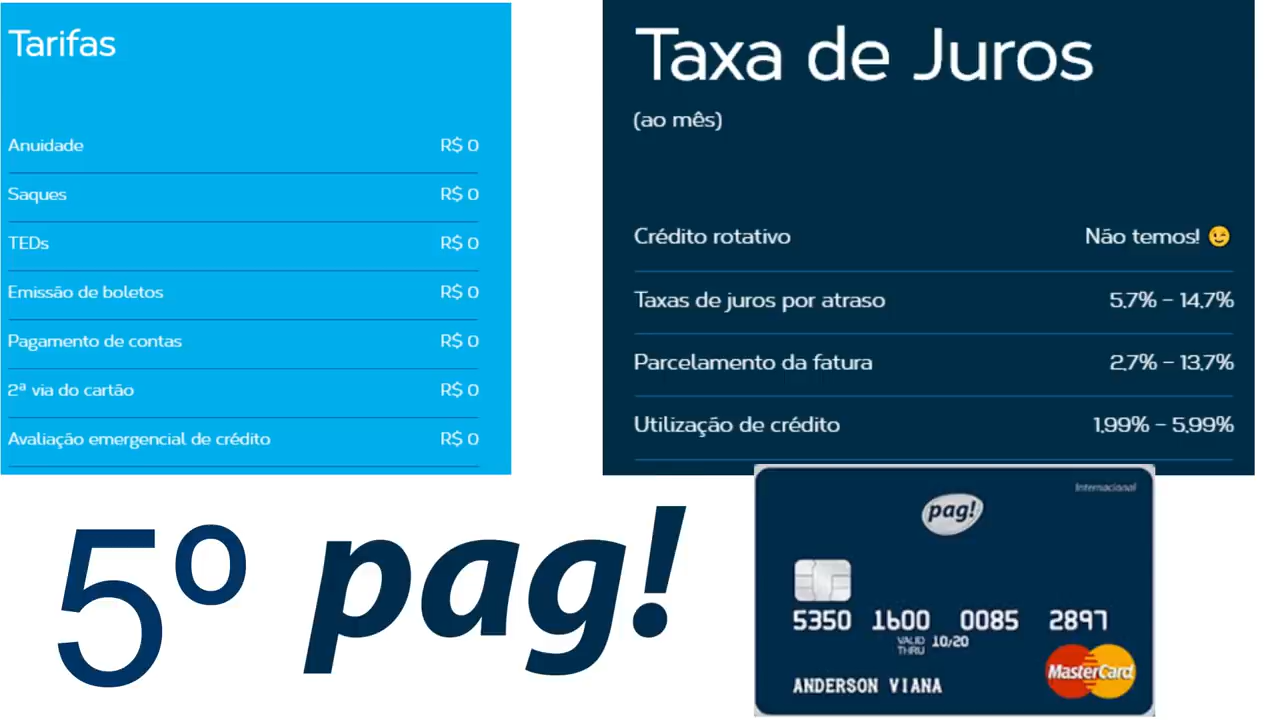 Tarifas
Anuidade R$ 0
Saques R$ 0
TEDs R$ 0
Emissão de boletos R$ 0
Pagamento de contas R$ 0
2ª via do cartão R$ 0
Avaliação emergencial de crédito R$ 0
Taxa de Juros
(ao mês)
Crédito rotativo Não temos! 😉
Taxas de juros por atraso 5,7% – 14,7%
Parcelamento da fatura 2,7% – 13,7%
Utilização de crédito 1,99% – 5,99%
5º pag!
Internacional
pag!
5350 1600 0085 2897
VALID THRU 10/20
ANDERSON VIANA
MasterCard